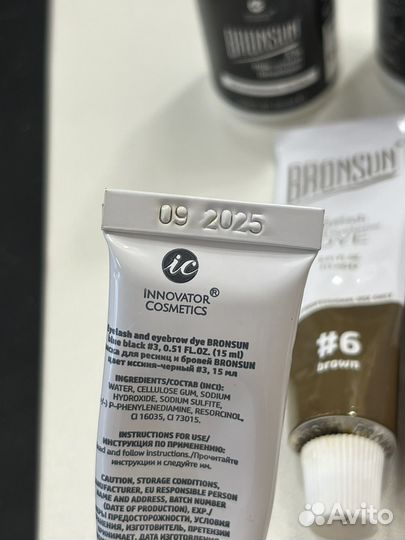 BRONSUN
BRONSUN
DYE
#6
brown
09 2025
ic
INNOVATOR®
COSMETICS
Eyelash and eyebrow dye BRONSUN
blue black #3, 0.51 FL.OZ. (15 ml)
для ресниц и бровей BRONSUN
цвет иссиня-черный #3, 15 мл
INGREDIENTS/СОСТАВ (INCI):
WATER, CELLULOSE GUM, SODIUM
HYDROXIDE, SODIUM SULFITE,
P-PHENYLENEDIAMINE, RESORCINOL,
CI 16035, CI 73015.
INSTRUCTIONS FOR USE/
ИНСТРУКЦИЯ ПО ПРИМЕНЕНИЮ:
and follow instructions./Прочитайте
инструкции и следуйте им.
CAUTION, STORAGE CONDITIONS,
MANUFACTURER, EU RESPONSIBLE PERSON
NAME AND ADDRESS, BATCH NUMBER
(DATE OF PRODUCTION), EXP./
МЕРЫ ПРЕДОСТОРОЖНОСТИ, УСЛОВИЯ
ИЗГОТОВИТЕЛЬ, ПРЕТЕНЗИИ
Avito